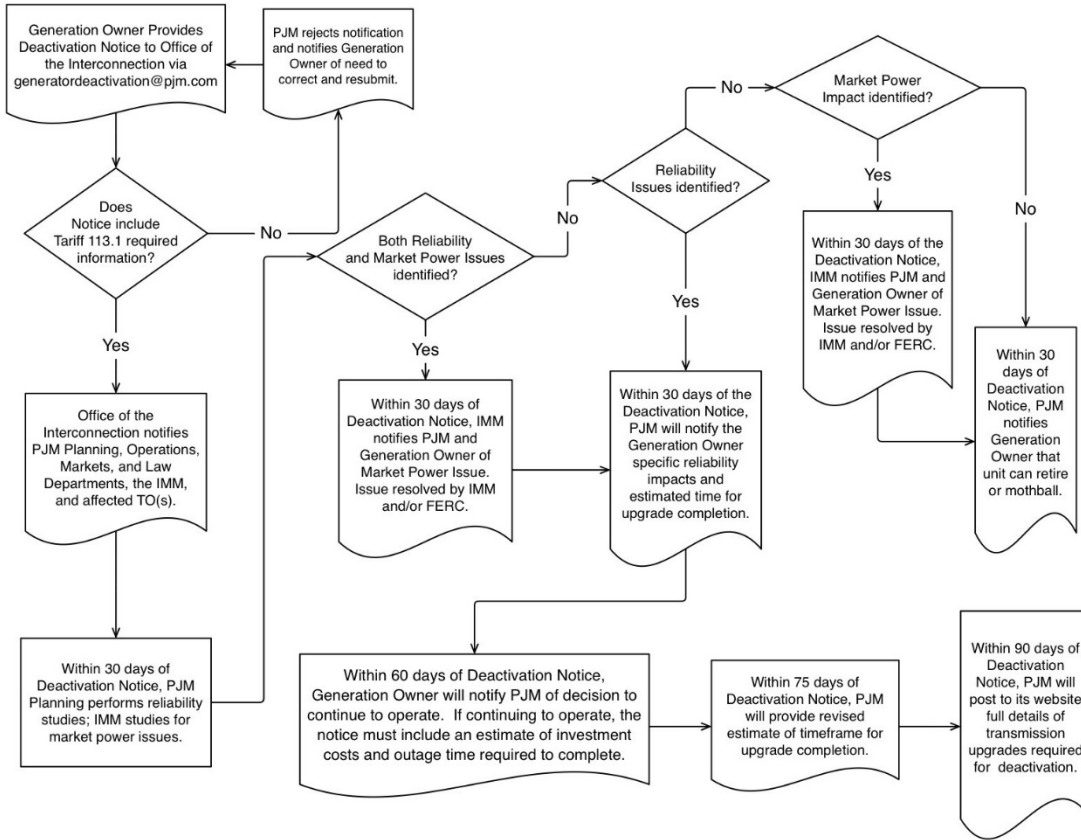 Generation Owner Provides
Deactivation Notice to Office of
the Interconnection via
generatordeactivation@pjm.com
PJM rejects notification
and notifies Generation
Owner of need to
correct and resubmit.
Does
Notice include
Tariff 113.1 required
information?
No
Yes
Office of the
Interconnection notifies
PJM Planning, Operations,
Markets, and Law
Departments, the IMM,
and affected TO(s).
Within 30 days of
Deactivation Notice, PJM
Planning performs reliability
studies; IMM studies for
market power issues.
Both Reliability
and Market Power Issues
identified?
No
Yes
Within 30 days of
Deactivation Notice, IMM
notifies PJM and
Generation Owner of
Market Power Issue.
Issue resolved by IMM
and/or FERC.
Reliability
Issues identified?
No
Yes
Within 30 days of the
Deactivation Notice,
PJM will notify the
Generation Owner
specific reliability
impacts and
estimated time for
upgrade completion.
Market Power
Impact identified?
Yes
No
Within 30 days of the
Deactivation Notice,
IMM notifies PJM and
Generation Owner of
Market Power Issue.
Issue resolved by
IMM and/or FERC.
Within 30
days of
Deactivation
Notice, PJM
notifies
Generation
Owner that
unit can retire
or mothball.
Within 60 days of Deactivation Notice,
Generation Owner will notify PJM of decision to
continue to operate. If continuing to operate, the
notice must include an estimate of investment
costs and outage time required to complete.
Within 75 days of
Deactivation Notice, PJM
will provide revised
estimate of timeframe for
upgrade completion.
Within 90 days of
Deactivation
Notice, PJM will
post to its website
full details of
transmission
upgrades required
for deactivation.